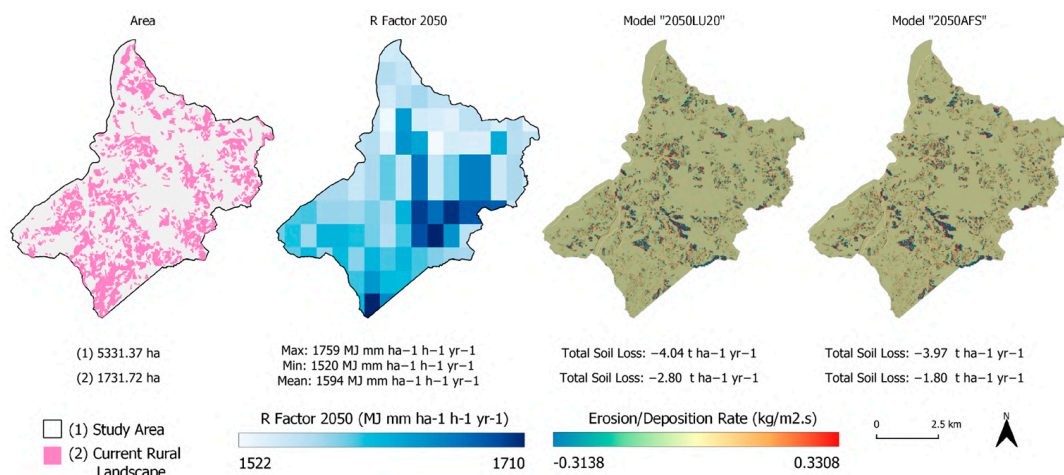 Area
R Factor 2050
Model "2050LU20"
Model "2050AFS"
(1) 5331.37 ha
(2) 1731.72 ha
Max: 1759 MJ mm ha−1 h−1 yr−1
Min: 1520 MJ mm ha−1 h−1 yr−1
Mean: 1594 MJ mm ha−1 h−1 yr−1
Total Soil Loss: −4.04 t ha−1 yr−1
Total Soil Loss: −2.80 t ha−1 yr−1
Total Soil Loss: −3.97 t ha−1 yr−1
Total Soil Loss: −1.80 t ha−1 yr−1
(1) Study Area
(2) Current Rural
Landscape
R Factor 2050 (MJ mm ha-1 h-1 yr-1)
1522
1710
Erosion/Deposition Rate (kg/m2.s)
-0.3138
0.3308
0
2.5 km
N